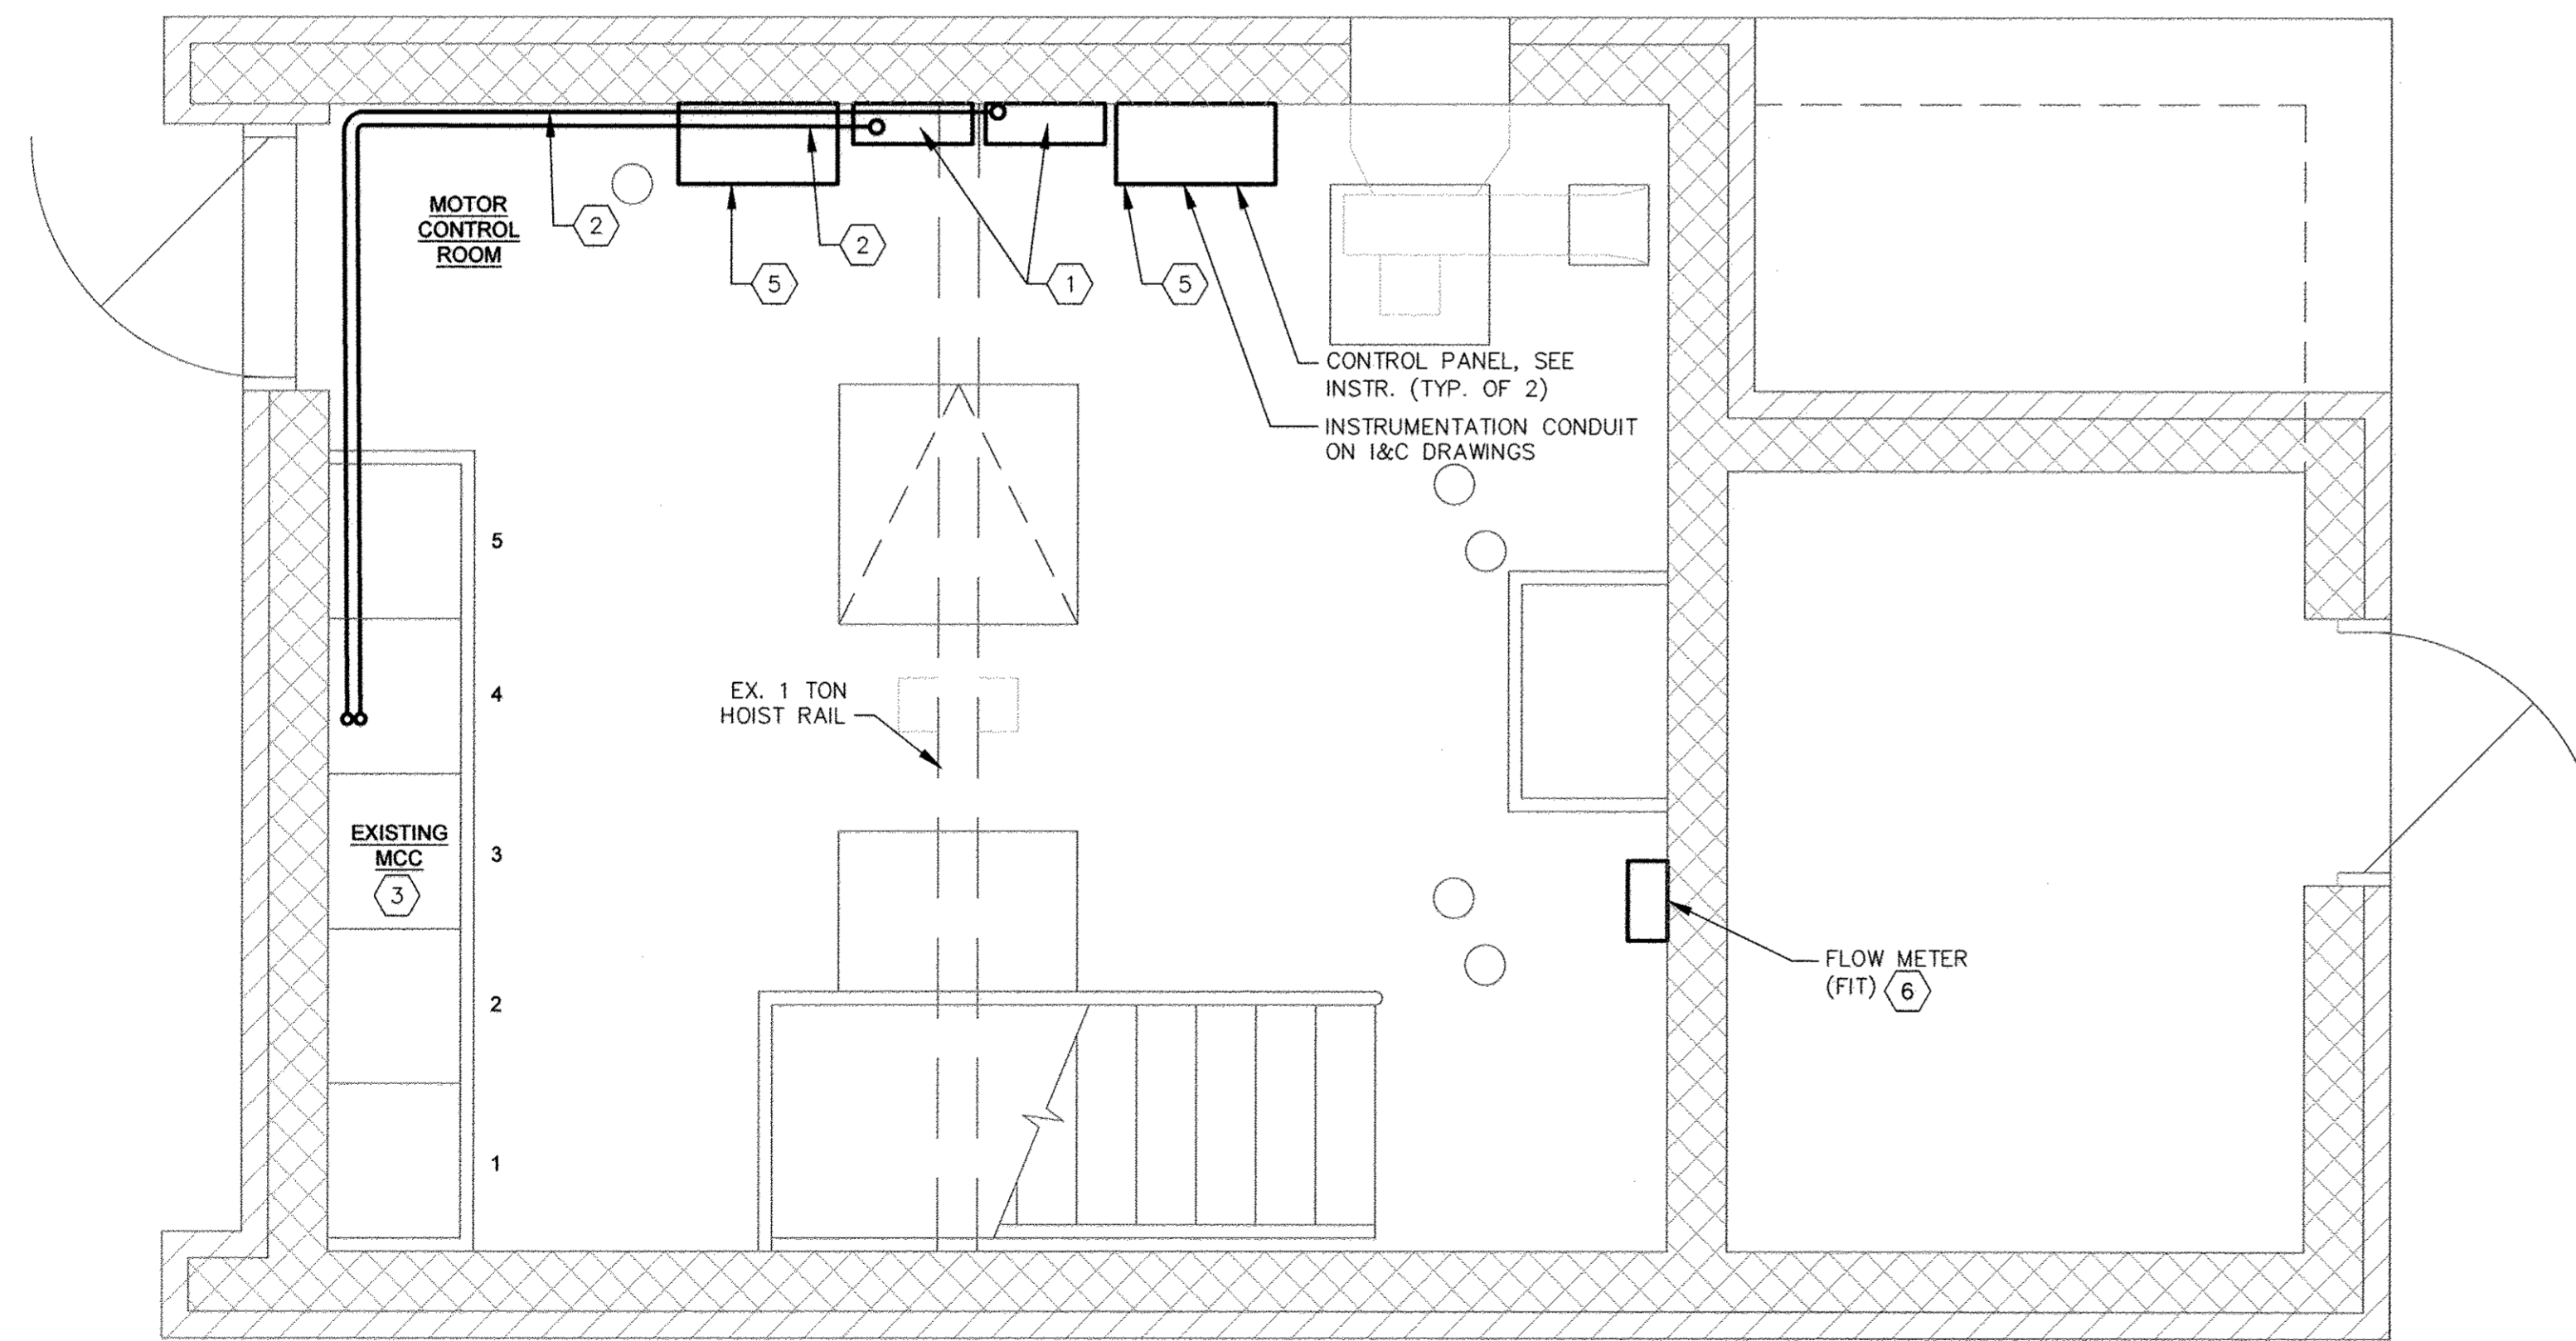 MOTOR
CONTROL
ROOM
2
5
2
1
5
CONTROL PANEL, SEE
INSTR. (TYP. OF 2)
INSTRUMENTATION CONDUIT
ON I&C DRAWINGS
5
4
EX. 1 TON
HOIST RAIL
EXISTING
MCC
3
3
2
1
FLOW METER
(FIT) 6